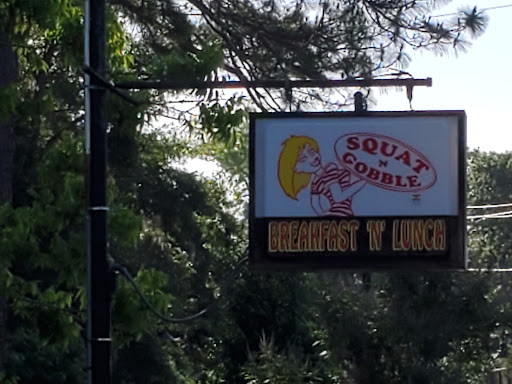 SQUAT
N
GOBBLE
BREAKFAST 'N' LUNCH